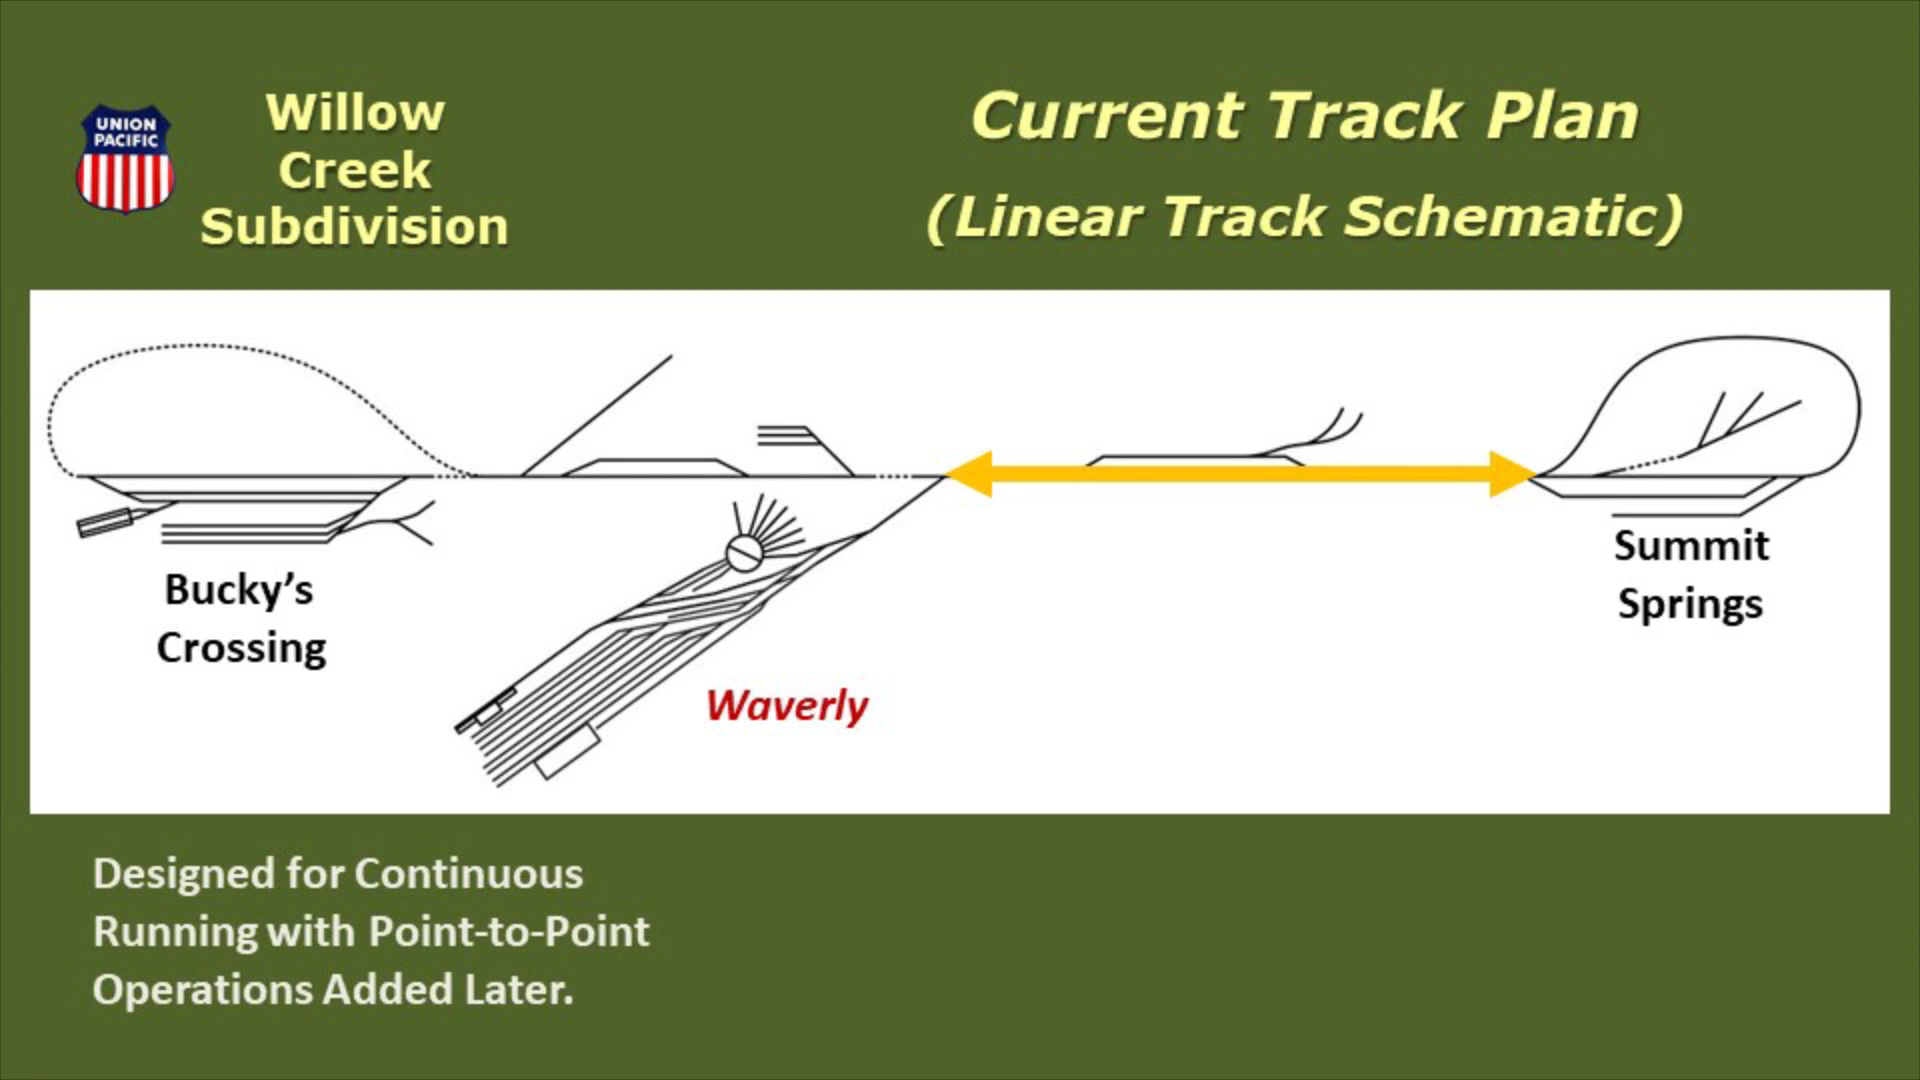 UNION
PACIFIC
Willow
Creek
Subdivision
Current Track Plan
(Linear Track Schematic)
Bucky’s
Crossing
Waverly
Summit
Springs
Designed for Continuous
Running with Point-to-Point
Operations Added Later.